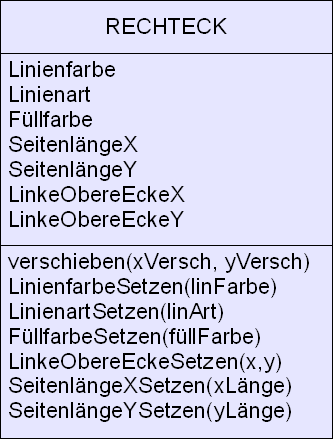 RECHTECK
Linienfarbe
Linienart
Füllfarbe
SeitenlängeX
SeitenlängeY
LinkeObereEckeX
LinkeObereEckeY
verschieben(xVersch, yVersch)
LinienfarbeSetzen(linFarbe)
LinienartSetzen(linArt)
FüllfarbeSetzen(füllFarbe)
LinkeObereEckeSetzen(x,y)
SeitenlängeXSetzen(xLänge)
SeitenlängeYSetzen(yLänge)